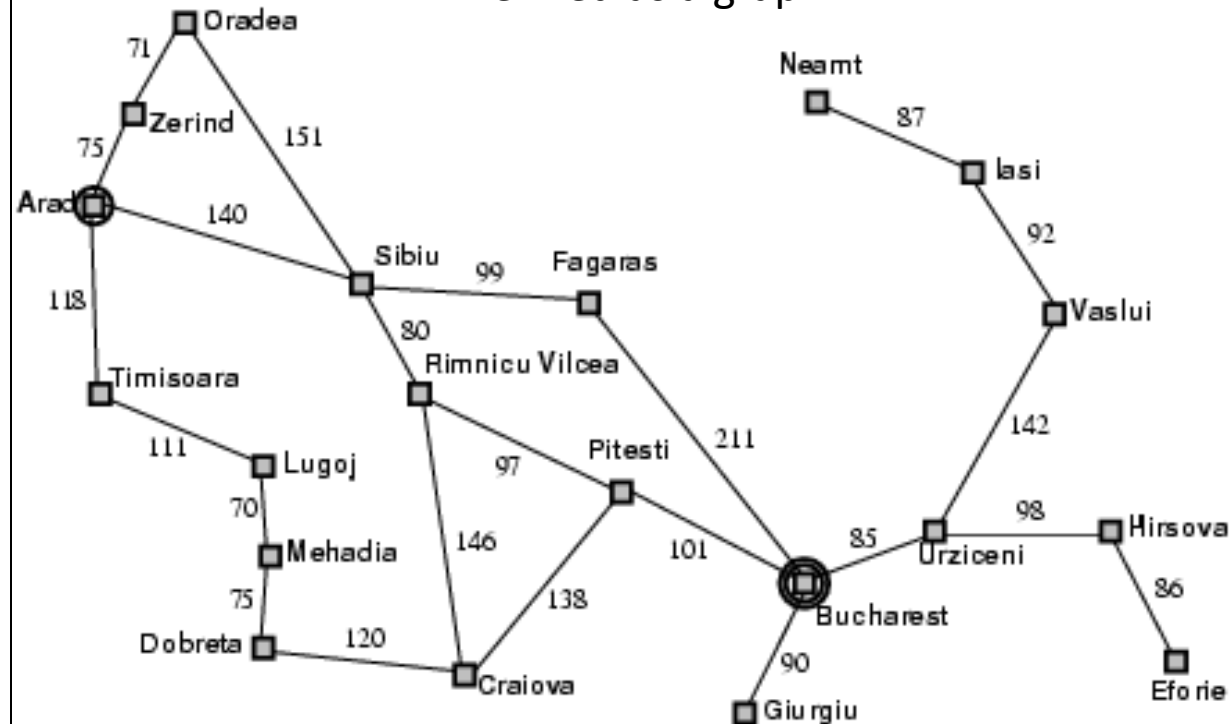 Oradea
71
Neamt
Zerind
87
151
75
Iasi
Arad
140
92
Sibiu
Fagaras
99
118
Vaslui
80
Rimnicu Vilcea
Timisoara
142
211
111
Lugoj
Pitesti
97
70
98
Hirsova
Mehadia
146
101
85
Urziceni
75
138
86
Bucharest
Dobreta
120
90
Craiova
Eforie
Giurgiu